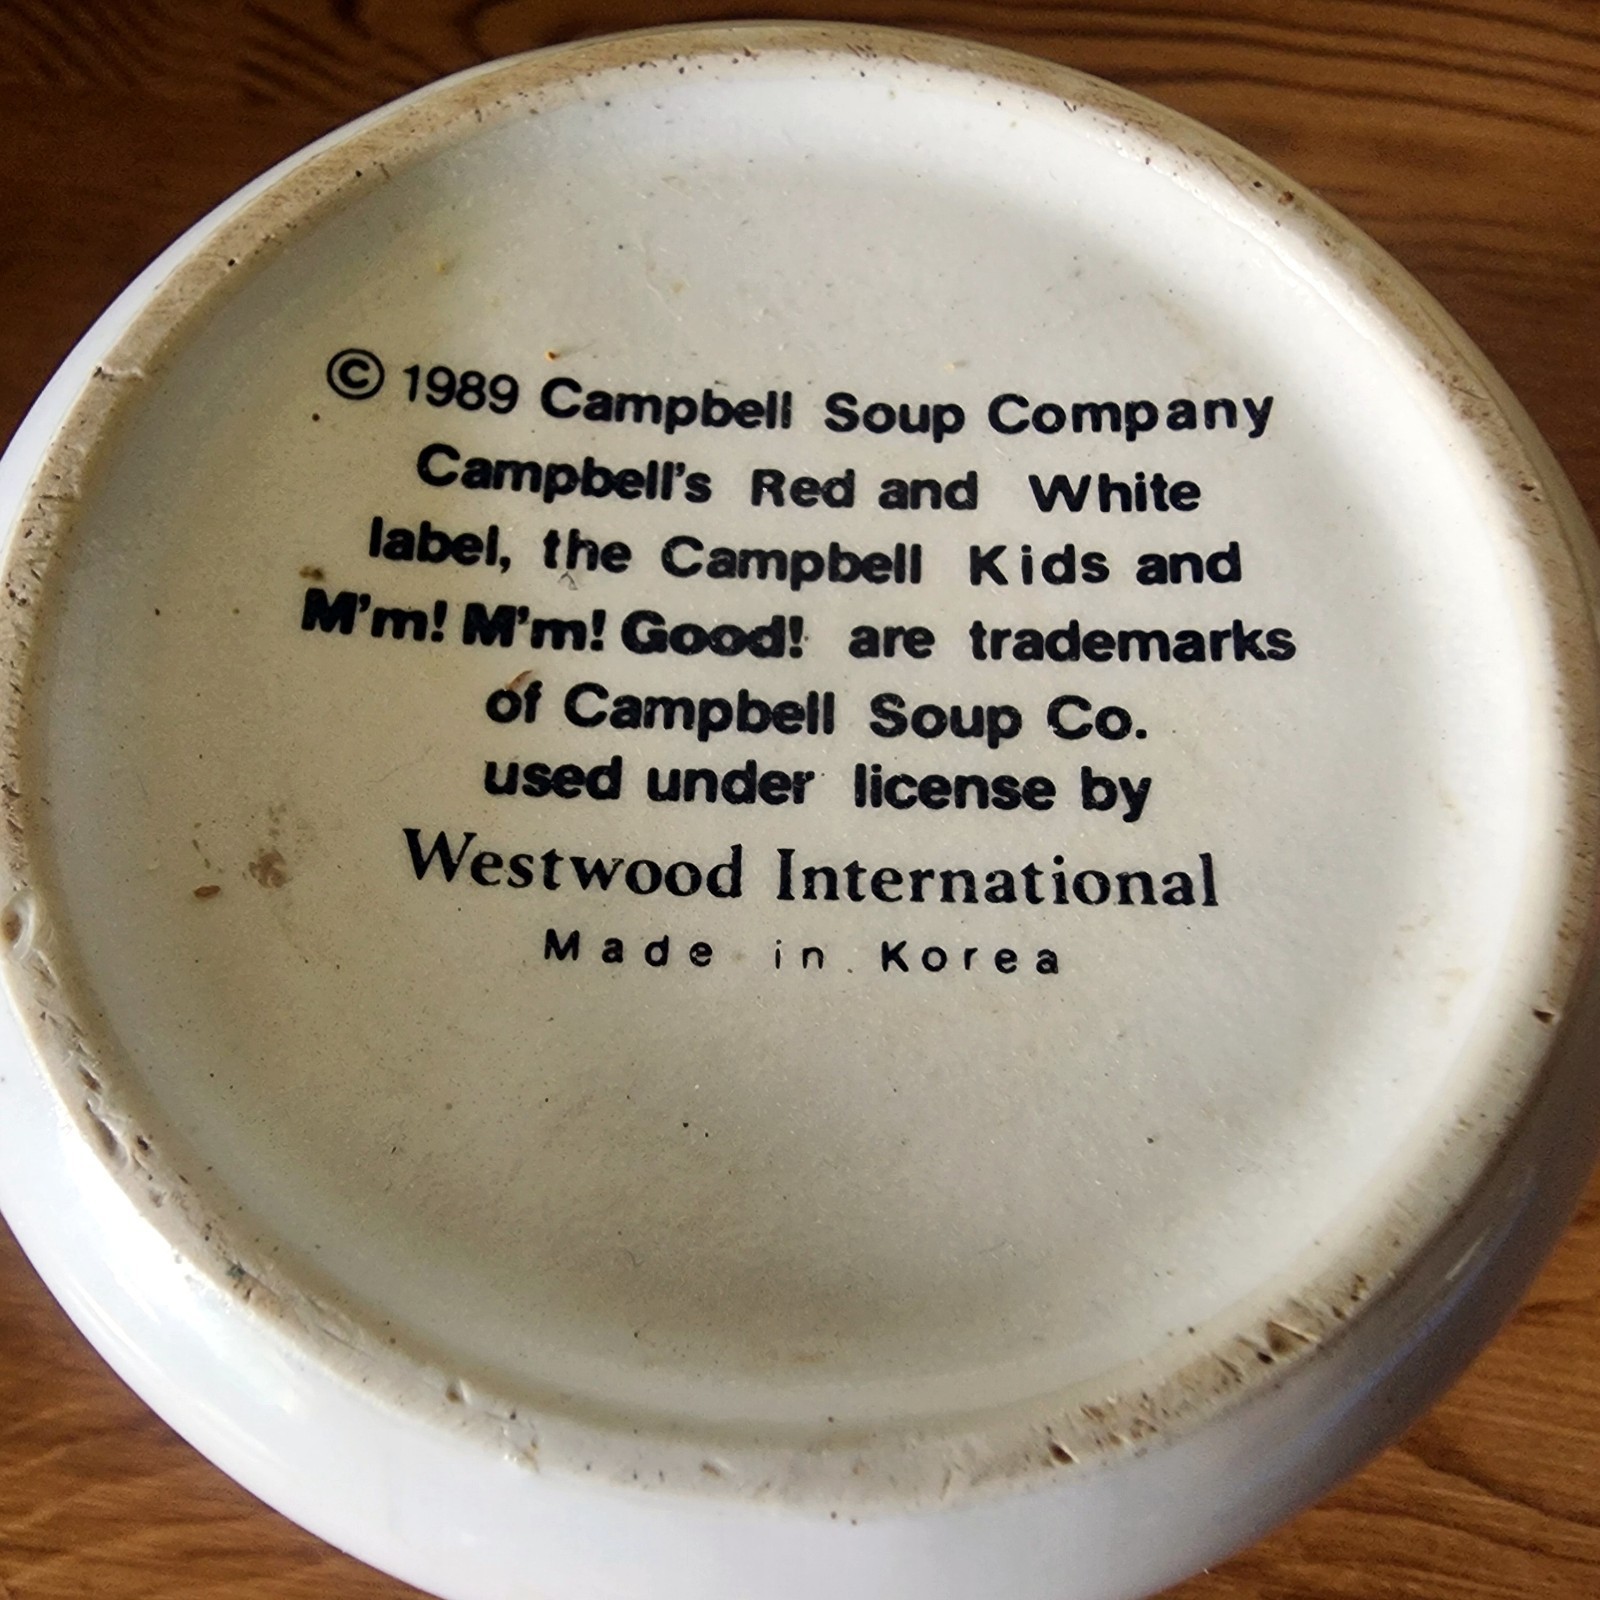 © 1989 Campbell Soup Company
Campbell's Red and White
label, the Campbell Kids and
M'm! M'm! Good! are trademarks
of Campbell Soup Co.
used under license by
Westwood International
Made in Korea